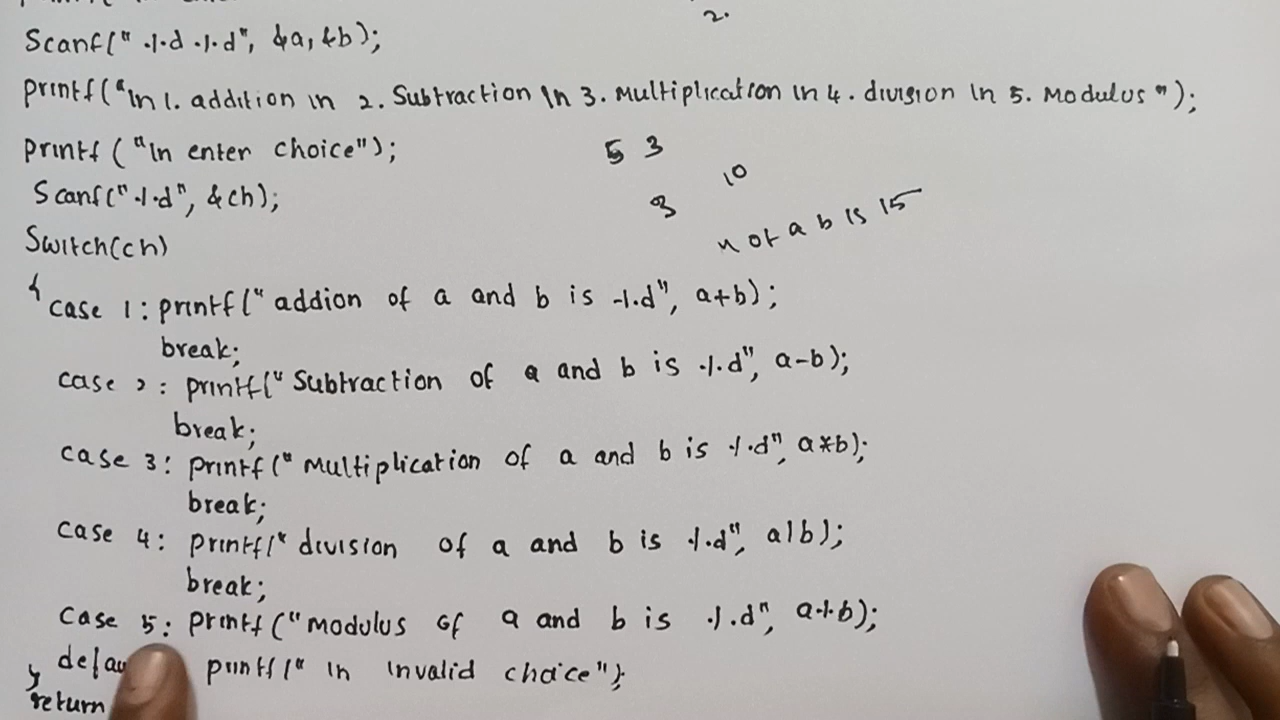 2.
Scanf("%d %d", &a, &b);
printf("\n 1. addition \n 2. Subtraction \n 3. Multiplication \n 4. division \n 5. Modulus");
printf("\n enter choice");
5 3
10
Scanf("%d", &ch);
3
n of a b is 15
Switch(ch)
{
case 1: printf("addion of a and b is %d", a+b);
break;
case 2: printf("Subtraction of a and b is %d", a-b);
break;
case 3: printf("Multiplication of a and b is %d", a*b);
break;
case 4: printf("division of a and b is %d", a/b);
break;
case 5: printf("modulus of a and b is %d", a%b);
printf("\n invalid choice");
}
return